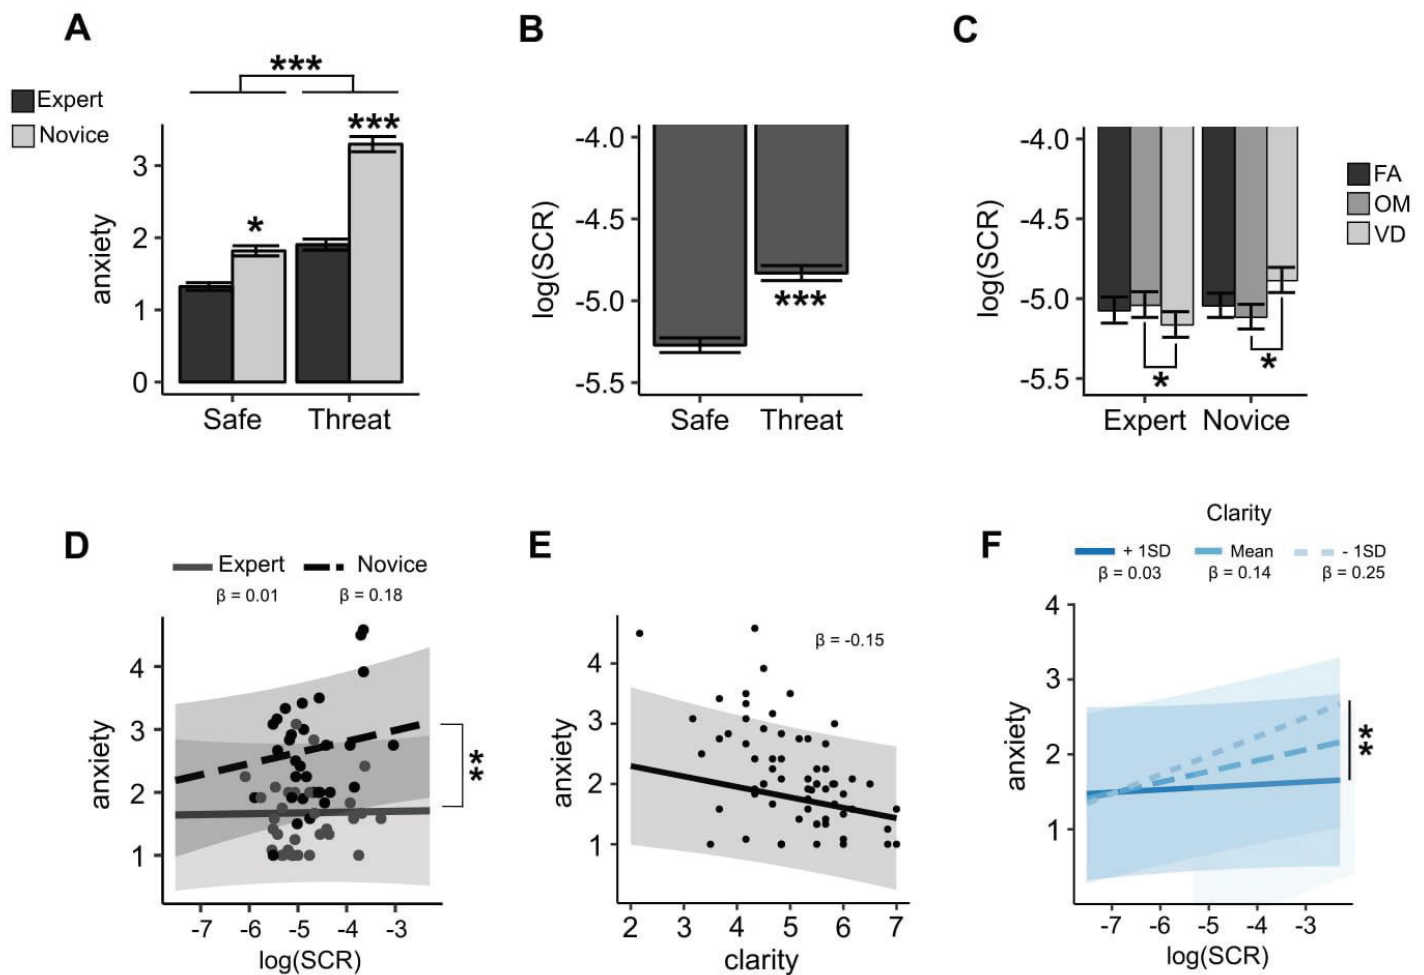 A
***
Expert
Novice
***
*
3
2
1
0
anxiety
Safe Threat
B
-4.0
-4.5
-5.0
-5.5
log(SCR)
***
Safe Threat
C
-4.0
-4.5
-5.0
-5.5
log(SCR)
FA
OM
VD
*
*
Expert Novice
D
Expert Novice
β = 0.01 β = 0.18
4
3
2
1
anxiety
**
-7 -6 -5 -4 -3
log(SCR)
E
β = -0.15
4
3
2
1
anxiety
2 3 4 5 6 7
clarity
F
Clarity
+ 1SD Mean - 1SD
β = 0.03 β = 0.14 β = 0.25
4
3
2
1
anxiety
**
-7 -6 -5 -4 -3
log(SCR)